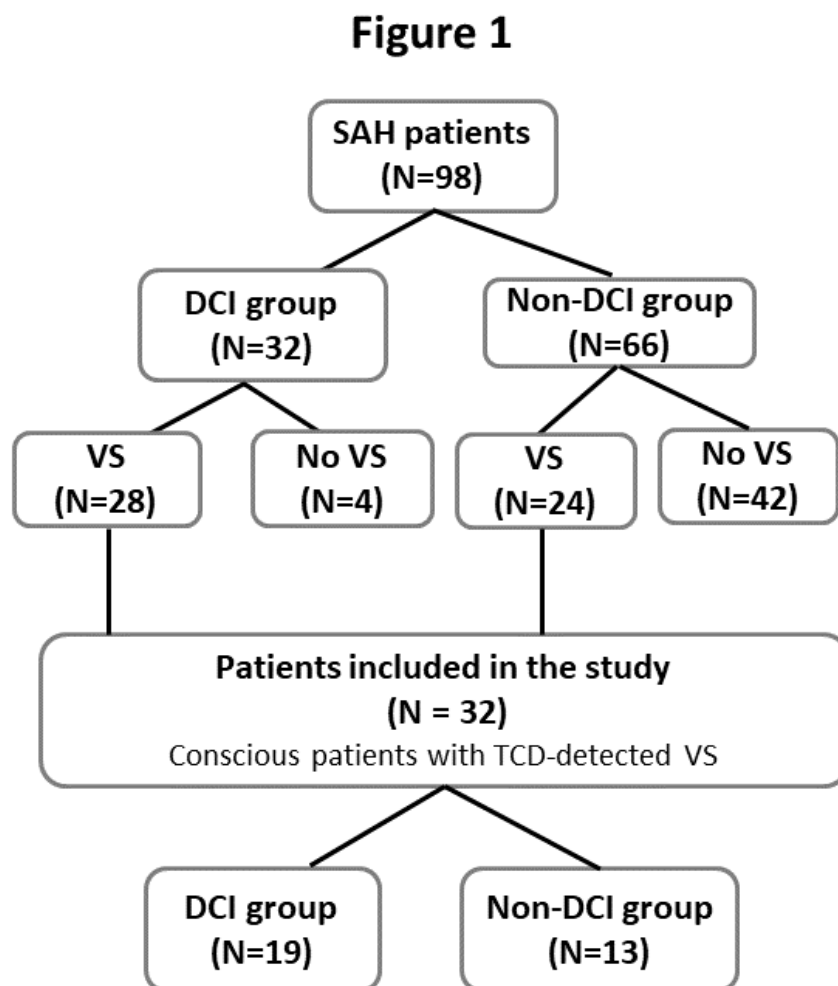 Figure 1
SAH patients
(N=98)
DCI group
(N=32)
Non-DCI group
(N=66)
VS
(N=28)
No VS
(N=4)
VS
(N=24)
No VS
(N=42)
Patients included in the study
(N = 32)
Conscious patients with TCD-detected VS
DCI group
(N=19)
Non-DCI group
(N=13)